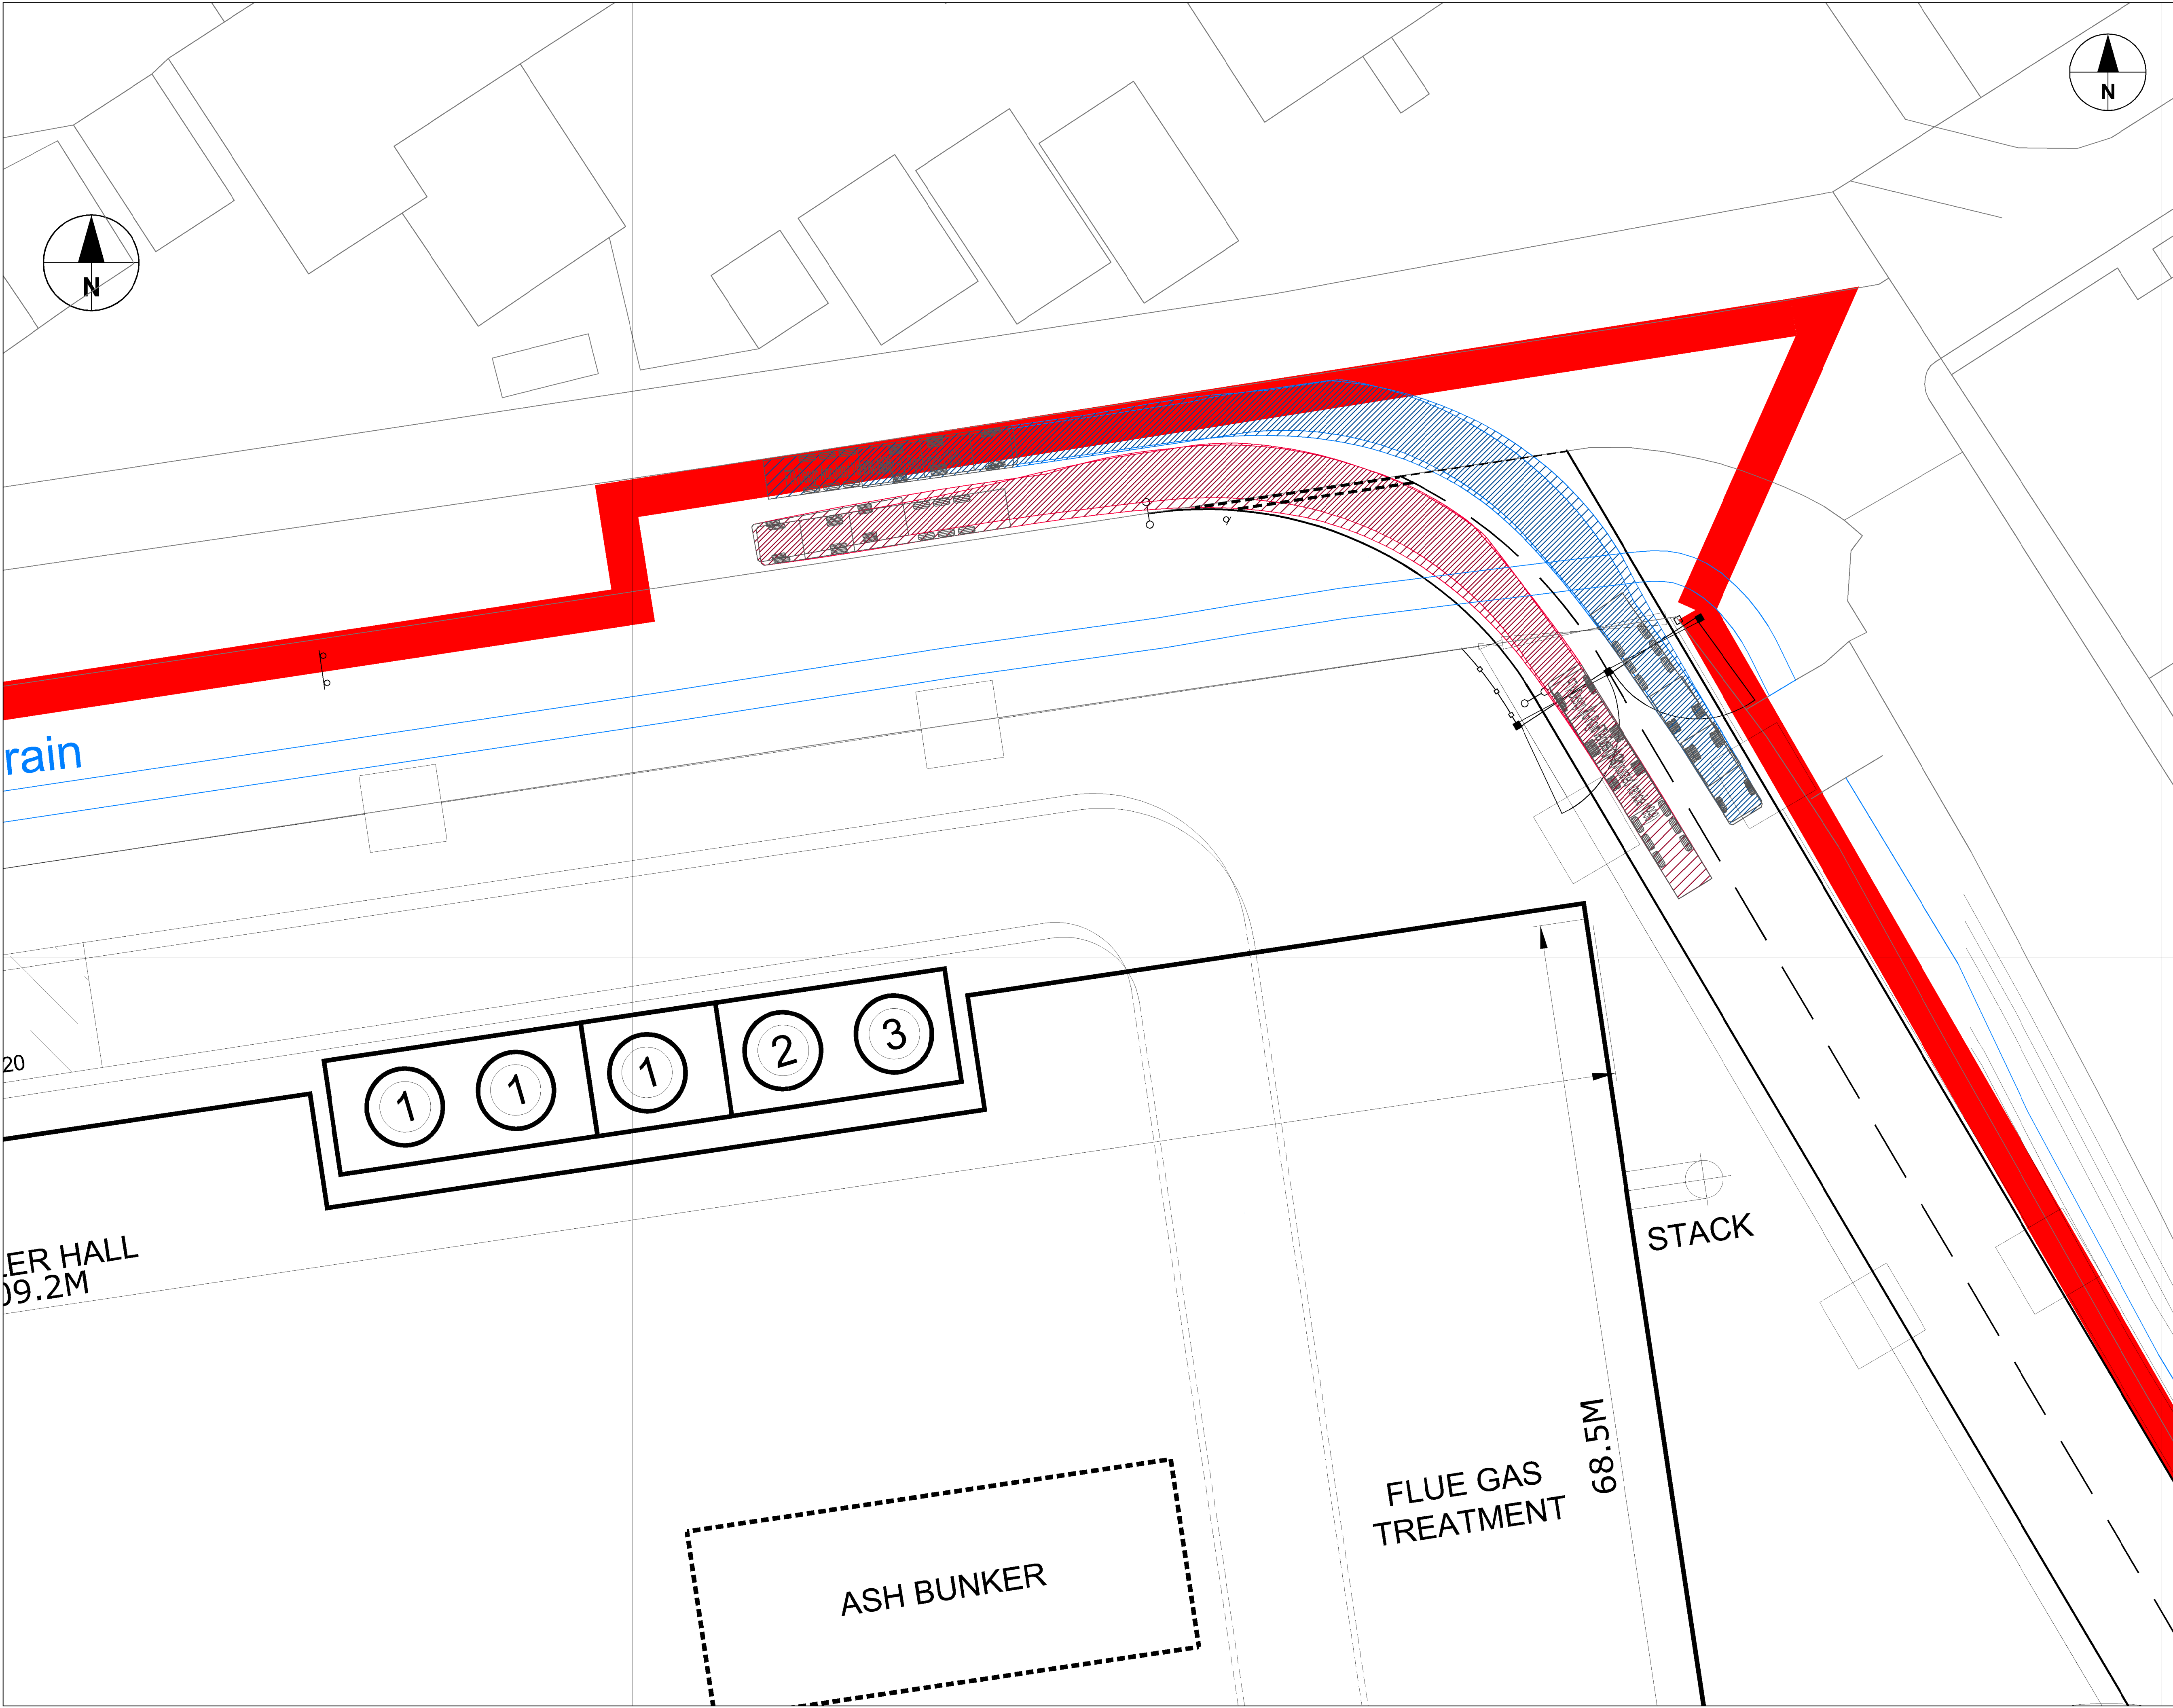 N
N
rain
20
1
1
1
2
3
ER HALL
09.2M
STACK
68.5M
FLUE GAS
TREATMENT
ASH BUNKER